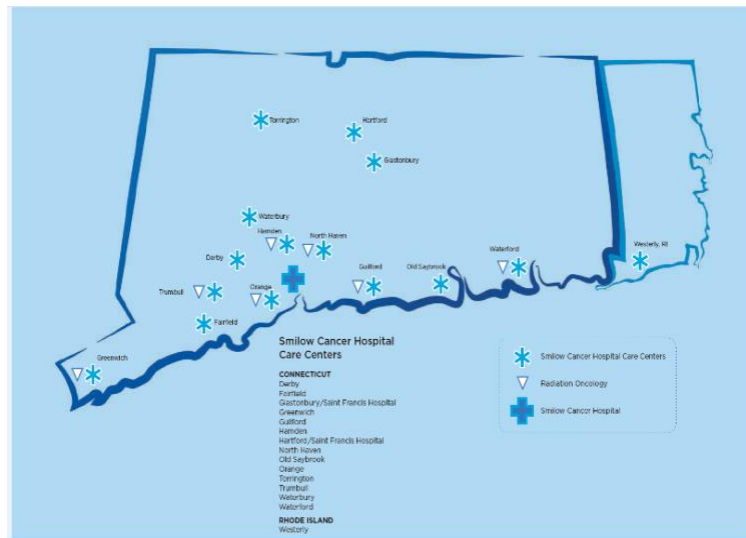 Torrington
Hartford
Glastonbury
Waterbury
Hamden
North Haven
Derby
Waterford
Westerly, RI
Guilford
Old Saybrook
Trumbull
Orange
Fairfield
Greenwich
Smilow Cancer Hospital
Care Centers
CONNECTICUT
Derby
Fairfield
Glastonbury/Saint Francis Hospital
Greenwich
Guilford
Hamden
Hartford/Saint Francis Hospital
North Haven
Old Saybrook
Orange
Torrington
Trumbull
Waterbury
Waterford
RHODE ISLAND
Westerly
Smilow Cancer Hospital Care Centers
Radiation Oncology
Smilow Cancer Hospital